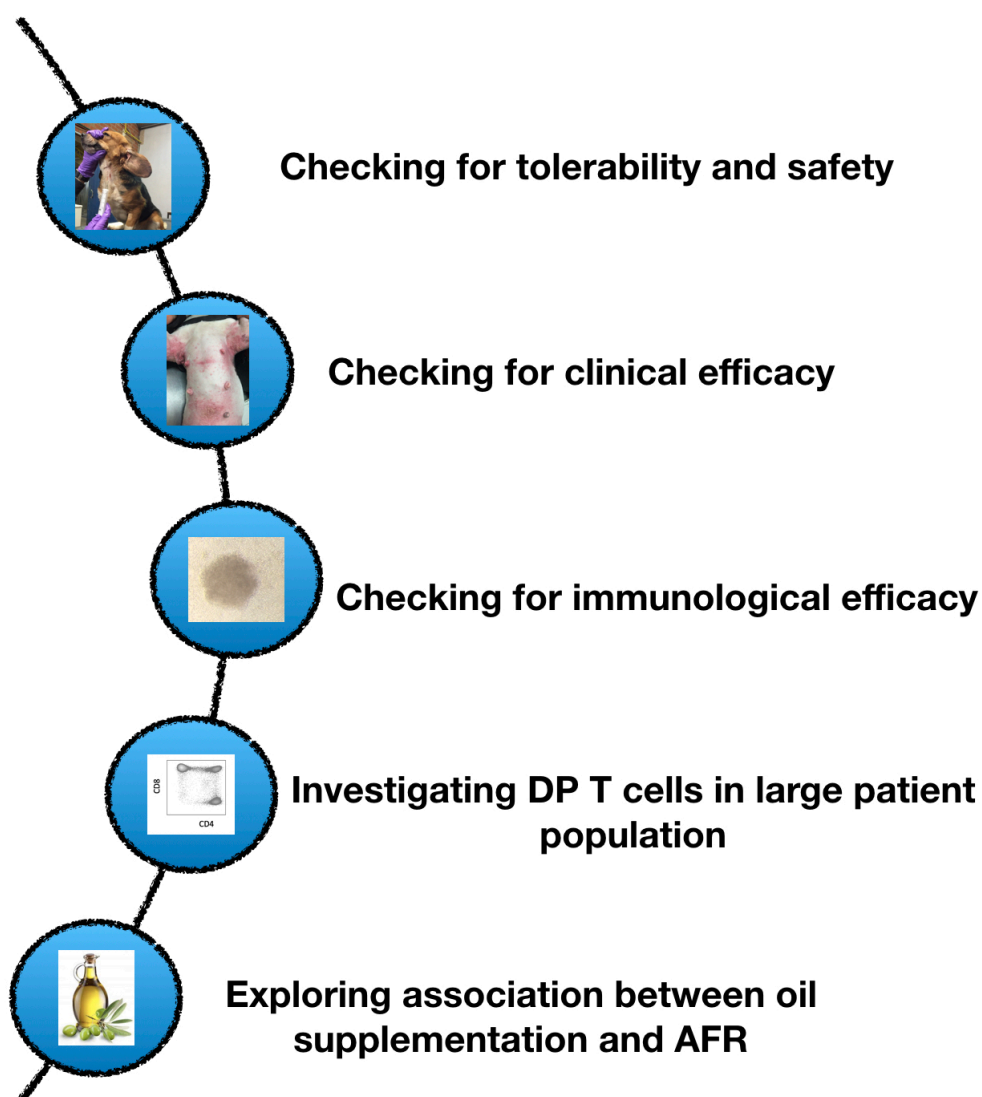 Checking for tolerability and safety
Checking for clinical efficacy
Checking for immunological efficacy
CD8
CD4
Investigating DP T cells in large patient
population
Exploring association between oil
supplementation and AFR